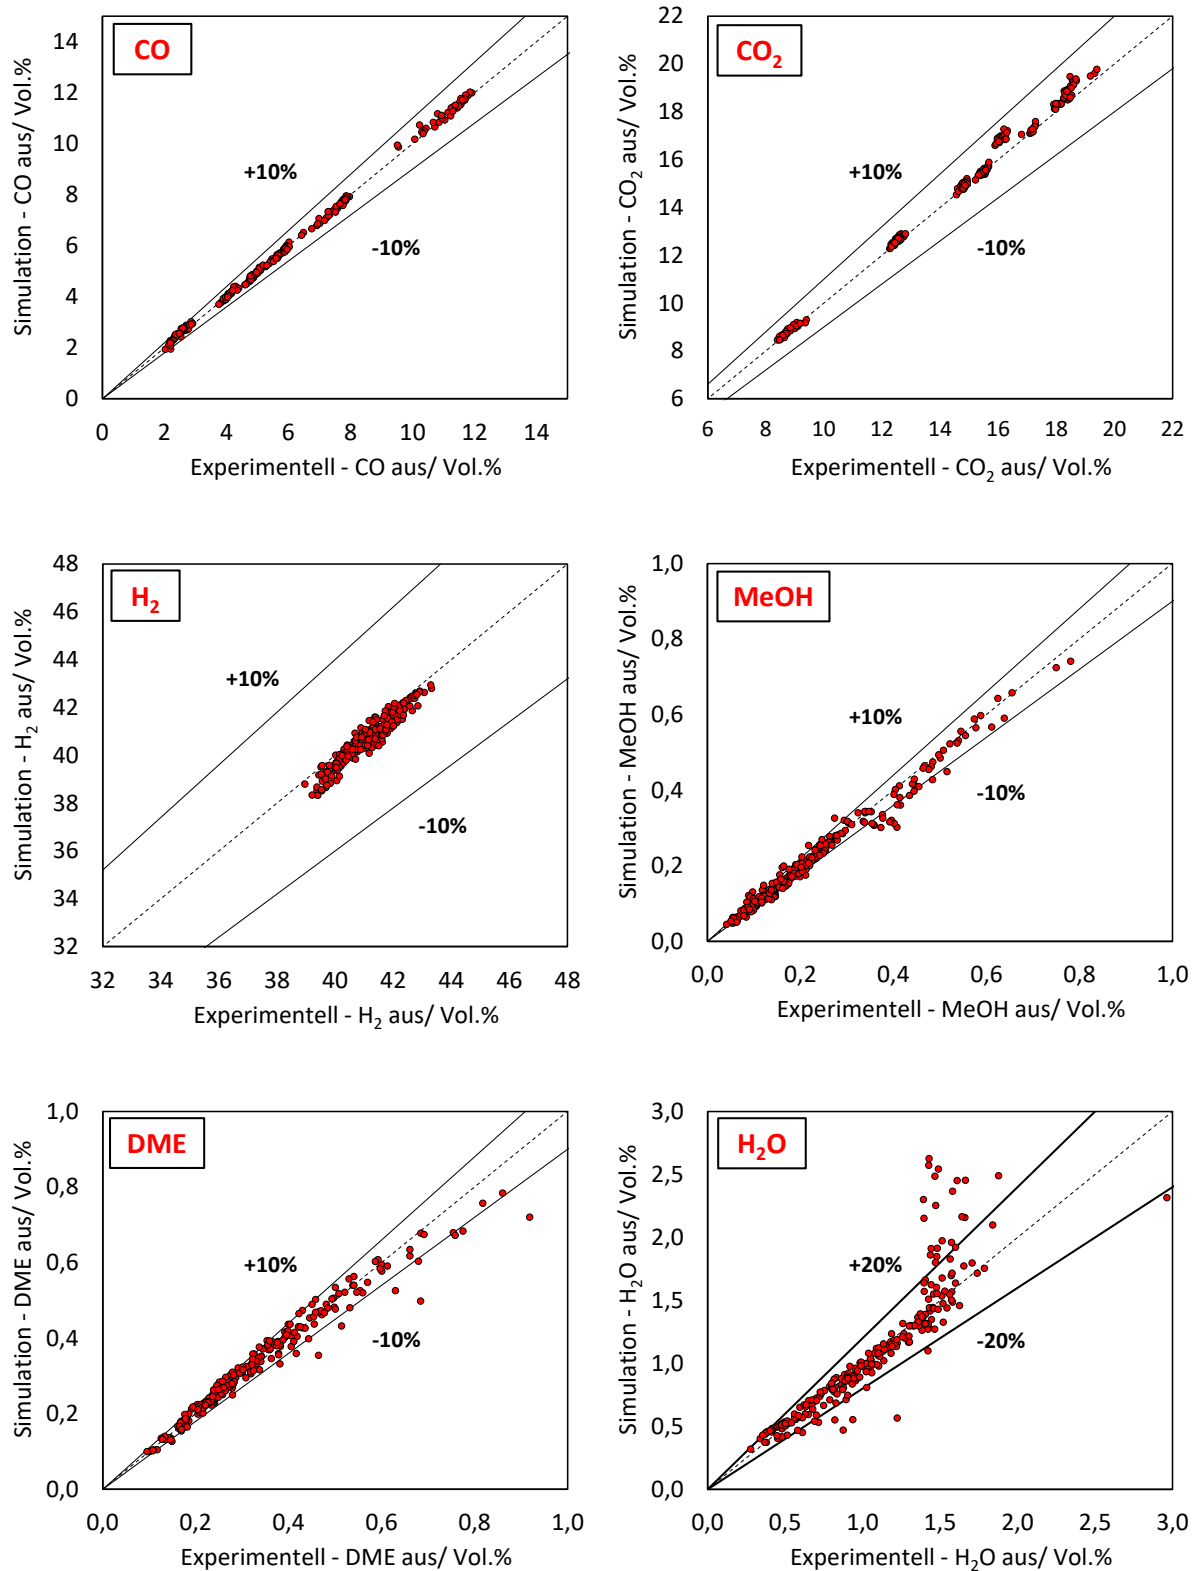 CO
+10%
-10%
14
12
10
8
6
4
2
0
0 2 4 6 8 10 12 14
Simulation - CO aus/ Vol.%
Experimentell - CO aus/ Vol.%
CO₂
+10%
-10%
22
20
18
16
14
12
10
8
6
6 8 10 12 14 16 18 20 22
Simulation - CO₂ aus/ Vol.%
Experimentell - CO₂ aus/ Vol.%
H₂
+10%
-10%
48
46
44
42
40
38
36
34
32
32 34 36 38 40 42 44 46 48
Simulation - H₂ aus/ Vol.%
Experimentell - H₂ aus/ Vol.%
MeOH
+10%
-10%
1,0
0,8
0,6
0,4
0,2
0,0
0,0 0,2 0,4 0,6 0,8 1,0
Simulation - MeOH aus/ Vol.%
Experimentell - MeOH aus/ Vol.%
DME
+10%
-10%
1,0
0,8
0,6
0,4
0,2
0,0
0,0 0,2 0,4 0,6 0,8 1,0
Simulation - DME aus/ Vol.%
Experimentell - DME aus/ Vol.%
H₂O
+20%
-20%
3,0
2,5
2,0
1,5
1,0
0,5
0,0
0,0 0,5 1,0 1,5 2,0 2,5 3,0
Simulation - H₂O aus/ Vol.%
Experimentell - H₂O aus/ Vol.%